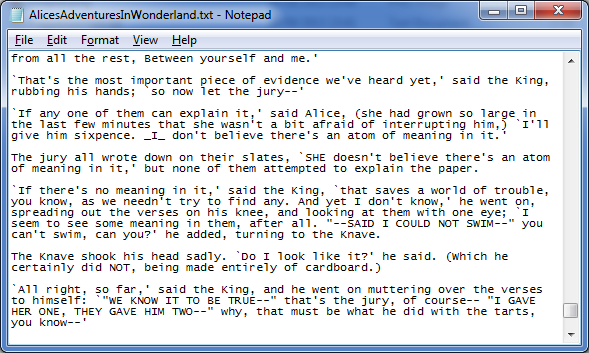 AlicesAdventuresInWonderland.txt - Notepad
File Edit Format View Help
from all the rest, Between yourself and me.'
`That's the most important piece of evidence we've heard yet,' said the King,
rubbing his hands; `so now let the jury--'
`If any one of them can explain it,' said Alice, (she had grown so large in
the last few minutes that she wasn't a bit afraid of interrupting him,) `I'll
give him sixpence. _I_ don't believe there's an atom of meaning in it.'
The jury all wrote down on their slates, `SHE doesn't believe there's an atom
of meaning in it,' but none of them attempted to explain the paper.
`If there's no meaning in it,' said the King, `that saves a world of trouble,
you know, as we needn't try to find any. And yet I don't know,' he went on,
spreading out the verses on his knee, and looking at them with one eye; `I
seem to see some meaning in them, after all. "--SAID I COULD NOT SWIM--" you
can't swim, can you?' he added, turning to the Knave.
The Knave shook his head sadly. `Do I look like it?' he said. (Which he
certainly did NOT, being made entirely of cardboard.)
`All right, so far,' said the King, and he went on muttering over the verses
to himself: `"WE KNOW IT TO BE TRUE--" that's the jury, of course-- "I GAVE
HER ONE, THEY GAVE HIM TWO--" why, that must be what he did with the tarts,
you know--'